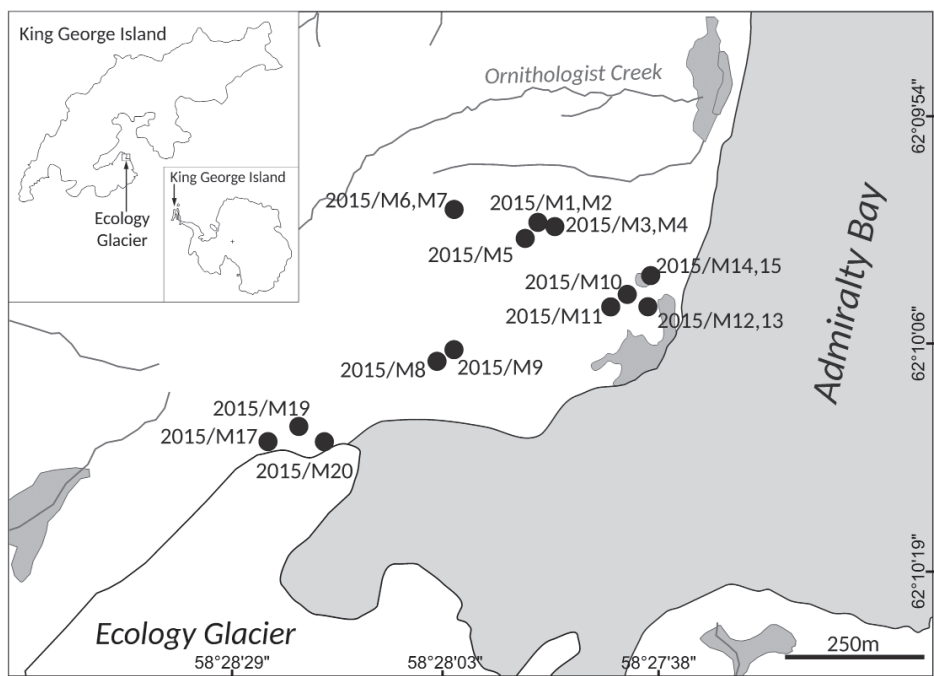 King George Island
Ornithologist Creek
62°09'54"
King George Island
Ecology
Glacier
2015/M6,M7
2015/M1,M2
2015/M3,M4
2015/M5
Admiralty Bay
2015/M14,15
2015/M10
2015/M11
2015/M12,13
62°10'06"
2015/M8
2015/M9
2015/M19
2015/M17
2015/M20
62°10'19"
Ecology Glacier
250m
58°28'29"
58°28'03"
58°27'38"